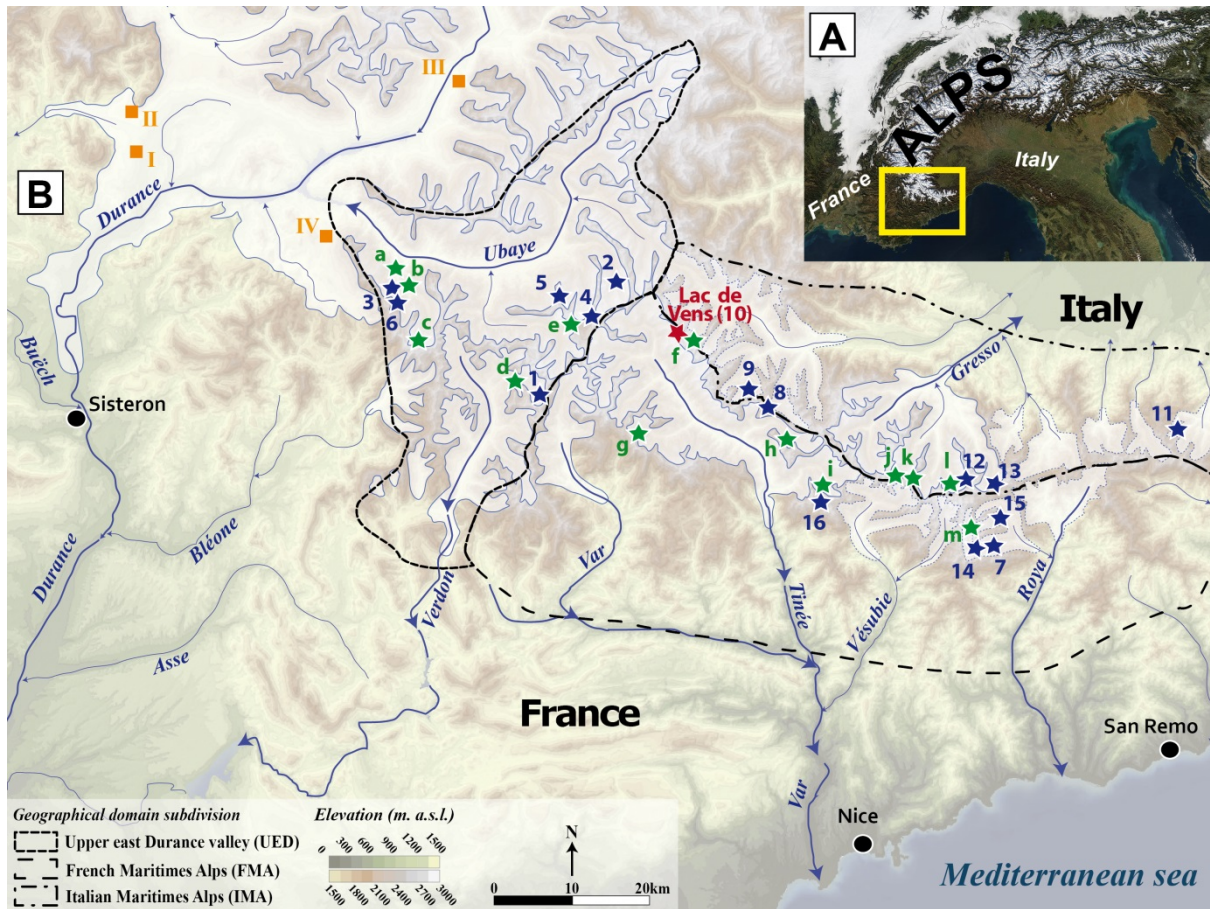 A
ALPS
France
Italy
B
III
II
I
IV
Durance
Ubaye
a
b
3
6
c
5
2
4
e
d
1
Lac de
Vens (10)
f
Italy
Gresso
9
8
g
h
i
16
j
k
l
12
13
15
m
14
7
11
Buëch
Sisteron
Durance
Bléone
Asse
Verdon
Var
Tinée
Vésubie
Roya
France
San Remo
Var
Nice
Mediterranean sea
Geographical domain subdivision
Upper east Durance valley (UED)
French Maritimes Alps (FMA)
Italian Maritimes Alps (IMA)
Elevation (m. a.s.l.)
0 300 600 900 1200 1500
1500 1800 2100 2400 2700 3000
N
0 10 20km